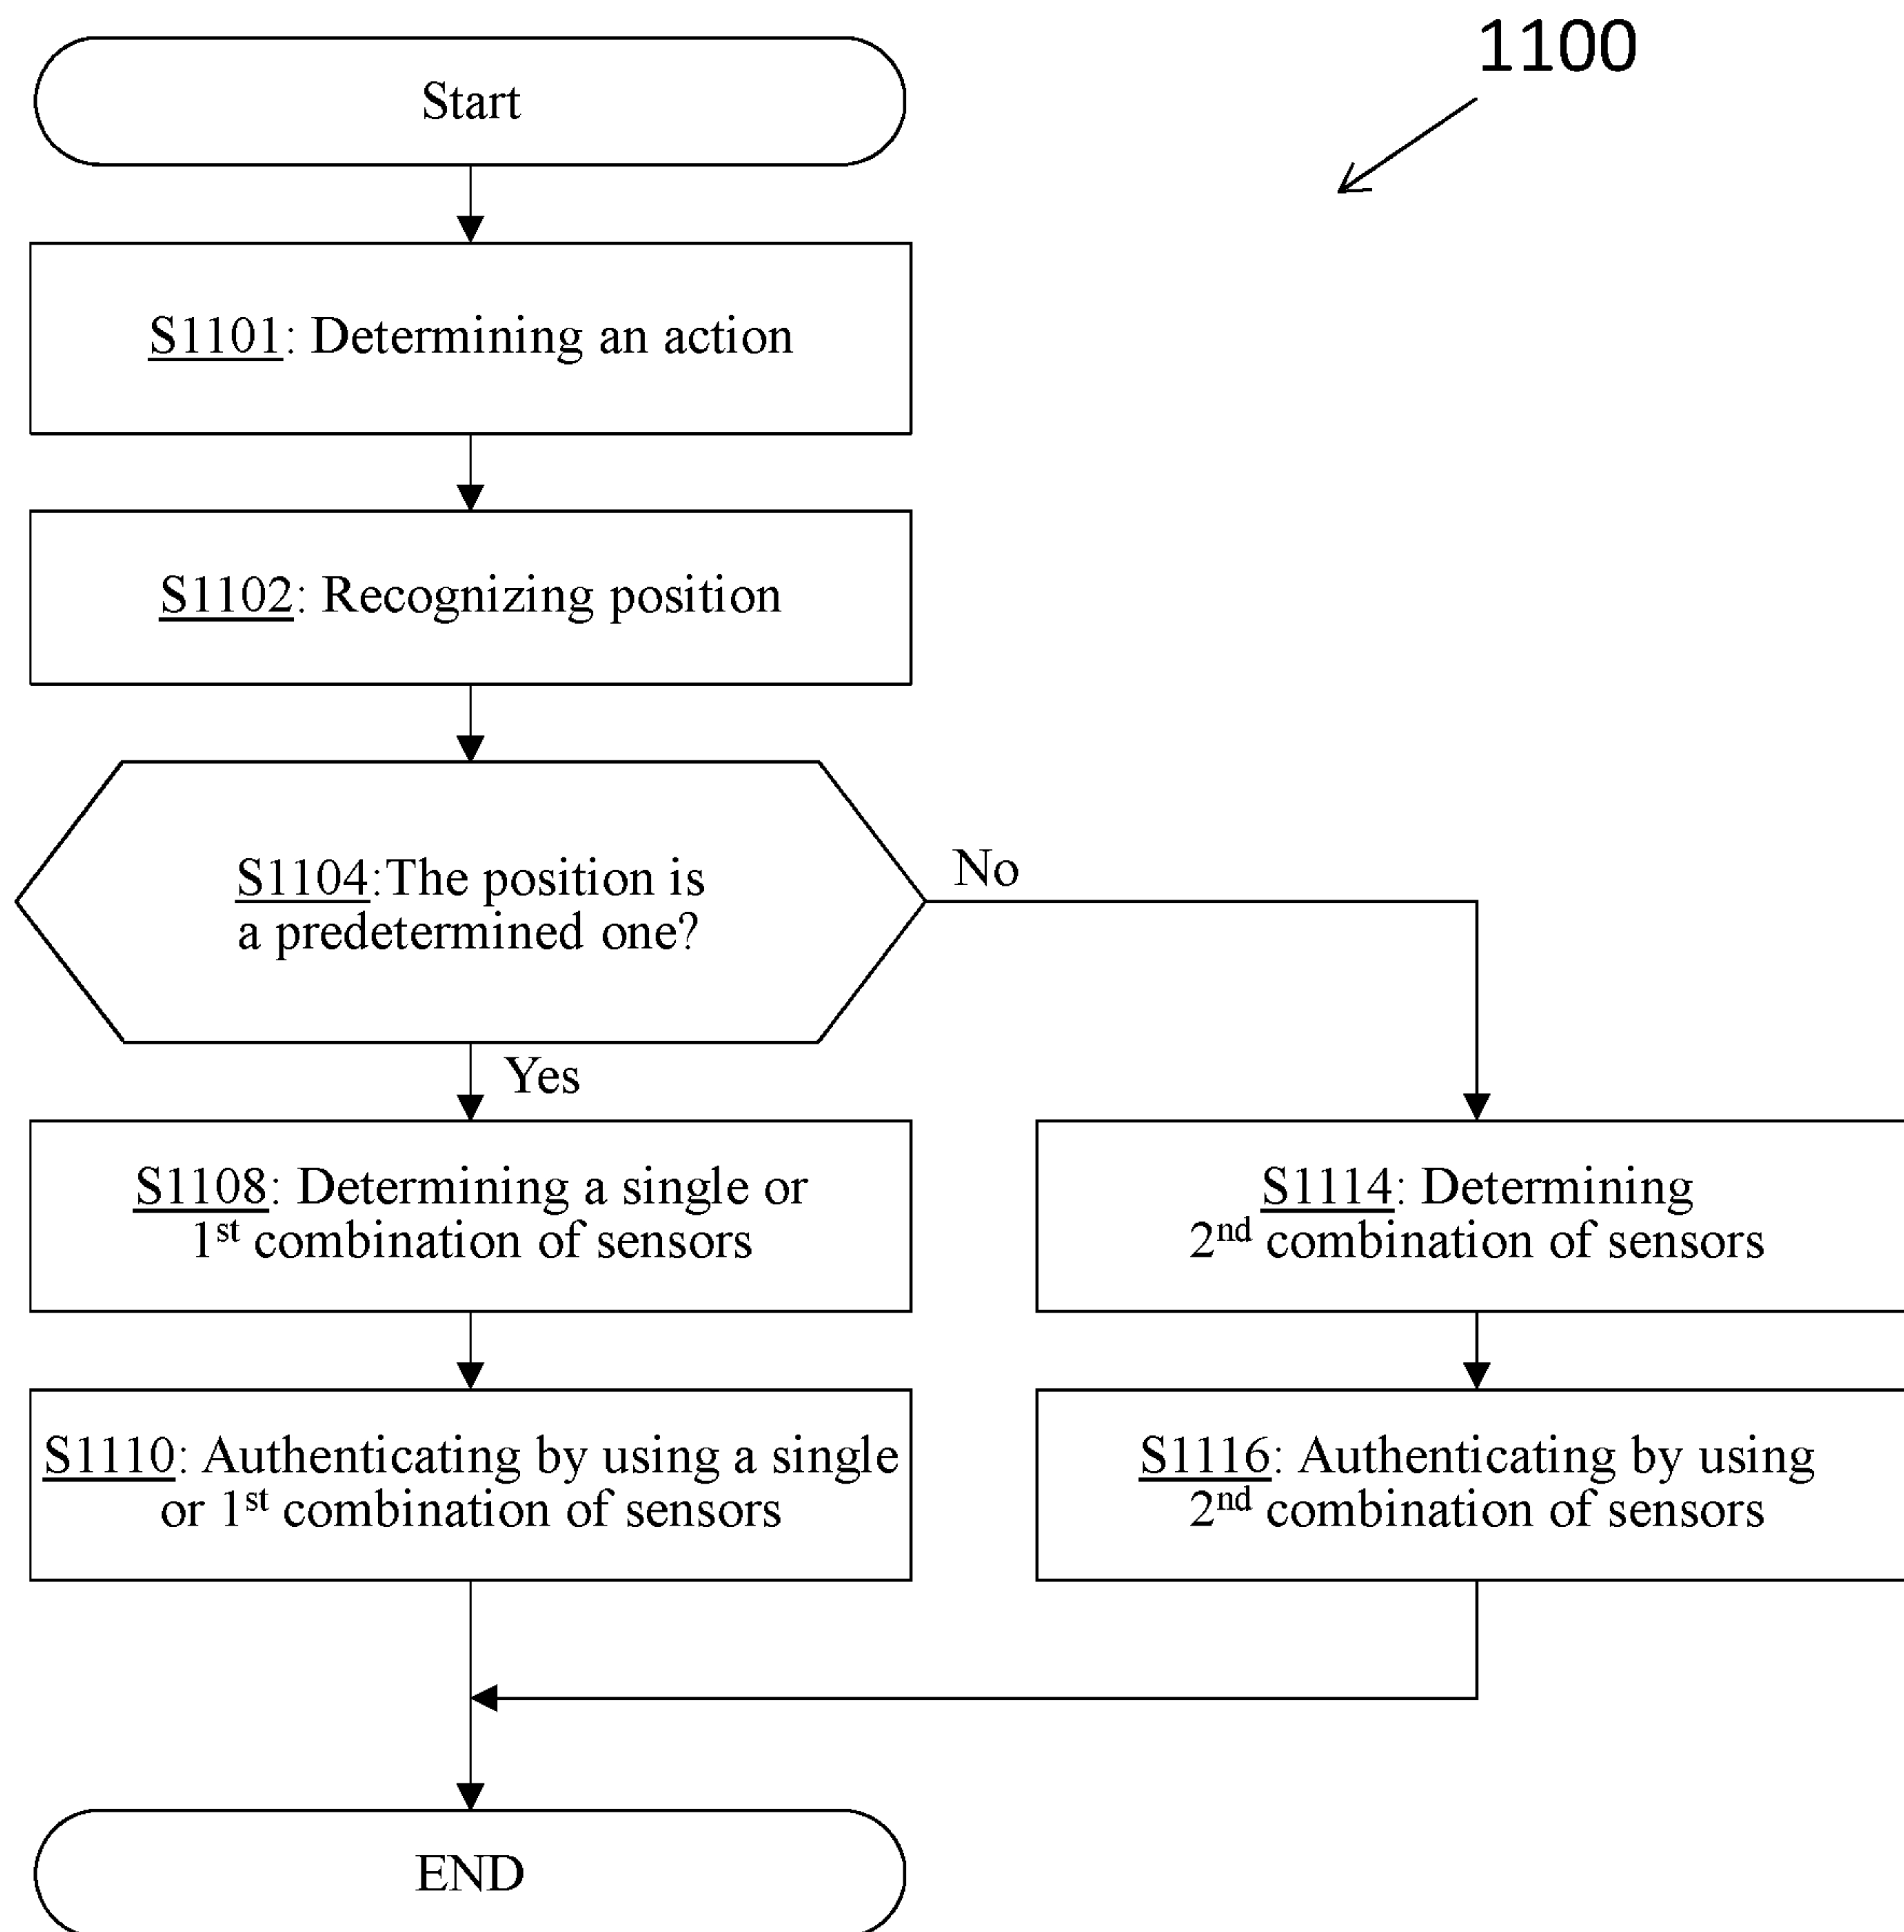 1100
Start
S1101: Determining an action
S1102: Recognizing position
S1104:The position is
a predetermined one?
No
Yes
S1108: Determining a single or
1st combination of sensors
S1114: Determining
2nd combination of sensors
S1110: Authenticating by using a single
or 1st combination of sensors
S1116: Authenticating by using
2nd combination of sensors
END